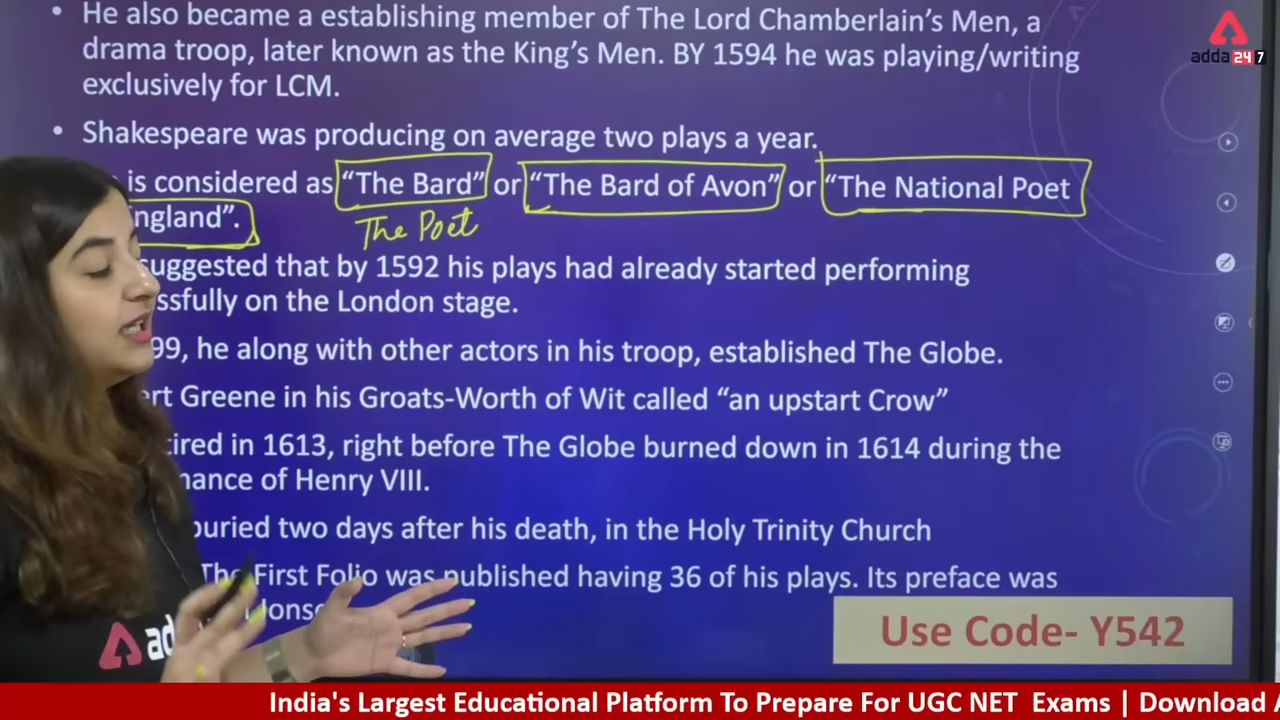 • He also became a establishing member of The Lord Chamberlain's Men, a
drama troop, later known as the King's Men. BY 1594 he was playing/writing
exclusively for LCM.
adda 24 7
• Shakespeare was producing on average two plays a year.
is considered as “The Bard” or “The Bard of Avon” or “The National Poet
ngland”.
The Poet
uggested that by 1592 his plays had already started performing
ssfully on the London stage.
99, he along with other actors in his troop, established The Globe.
ert Greene in his Groats-Worth of Wit called “an upstart Crow”
ired in 1613, right before The Globe burned down in 1614 during the
mance of Henry VIII.
buried two days after his death, in the Holy Trinity Church
The First Folio was published having 36 of his plays. Its preface was
Jonso
ad
Use Code- Y542
India's Largest Educational Platform To Prepare For UGC NET Exams | Download A